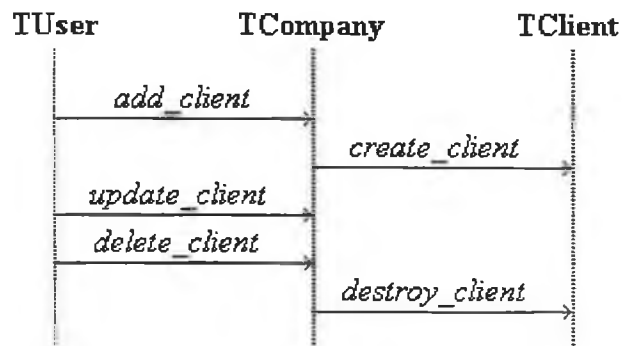 TUser TCompany TClient
add_client
create_client
update_client
delete_client
destroy_client